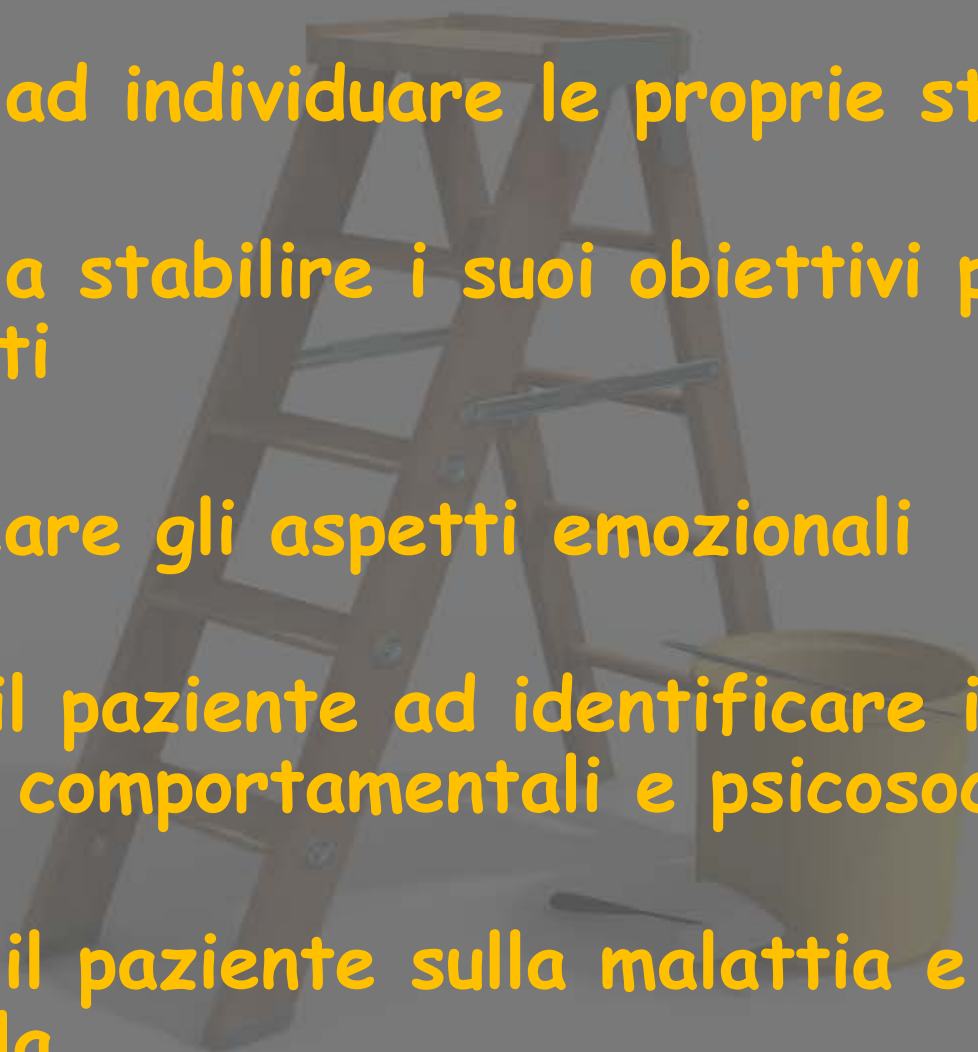 ad individuare le proprie st
a stabilire i suoi obiettivi p
ti
are gli aspetti emozionali
il paziente ad identificare i
comportamentali e psicosoc
il paziente sulla malattia e
la